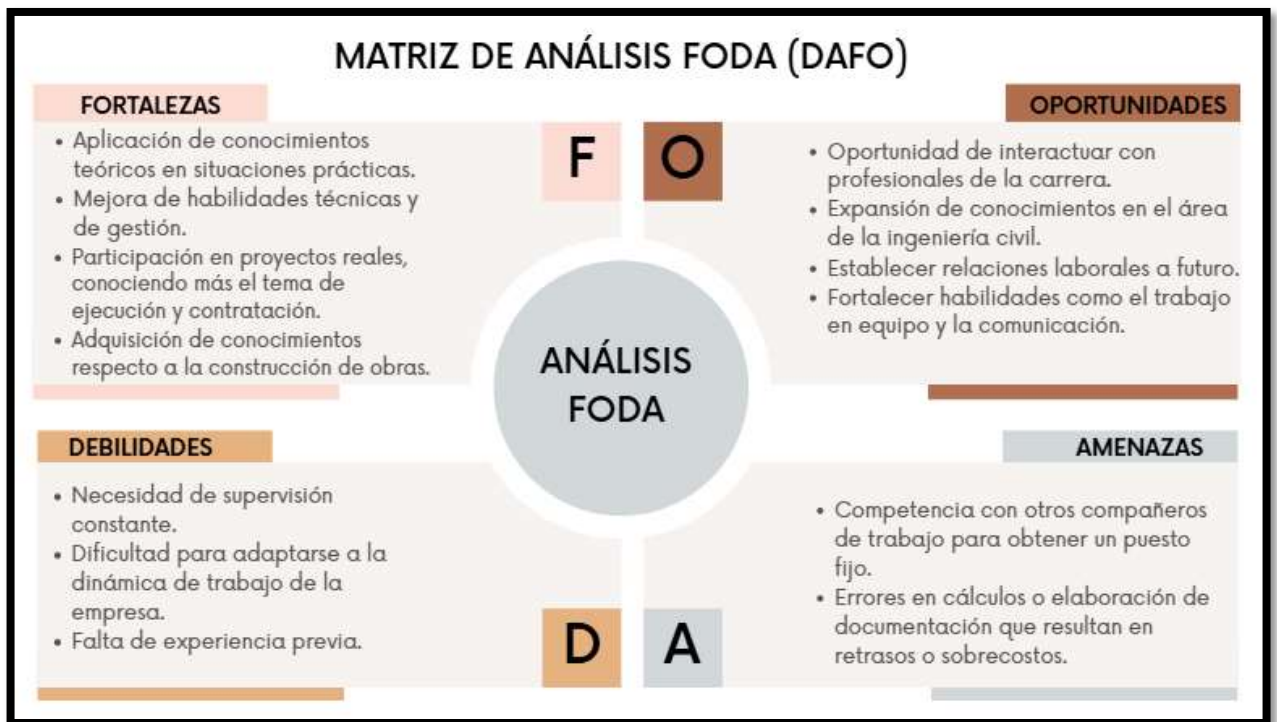 MATRIZ DE ANÁLISIS FODA (DAFO)
FORTALEZAS
• Aplicación de conocimientos
teóricos en situaciones prácticas.
• Mejora de habilidades técnicas y
de gestión.
• Participación en proyectos reales,
conociendo más el tema de
ejecución y contratación.
• Adquisición de conocimientos
respecto a la construcción de obras.
F
O
OPORTUNIDADES
• Oportunidad de interactuar con
profesionales de la carrera.
• Expansión de conocimientos en el área
de la ingeniería civil.
• Establecer relaciones laborales a futuro.
• Fortalecer habilidades como el trabajo
en equipo y la comunicación.
ANÁLISIS
FODA
DEBILIDADES
• Necesidad de supervisión
constante.
• Dificultad para adaptarse a la
dinámica de trabajo de la
empresa.
• Falta de experiencia previa.
D
A
AMENAZAS
• Competencia con otros compañeros
de trabajo para obtener un puesto
fijo.
• Errores en cálculos o elaboración de
documentación que resultan en
retrasos o sobrecostos.